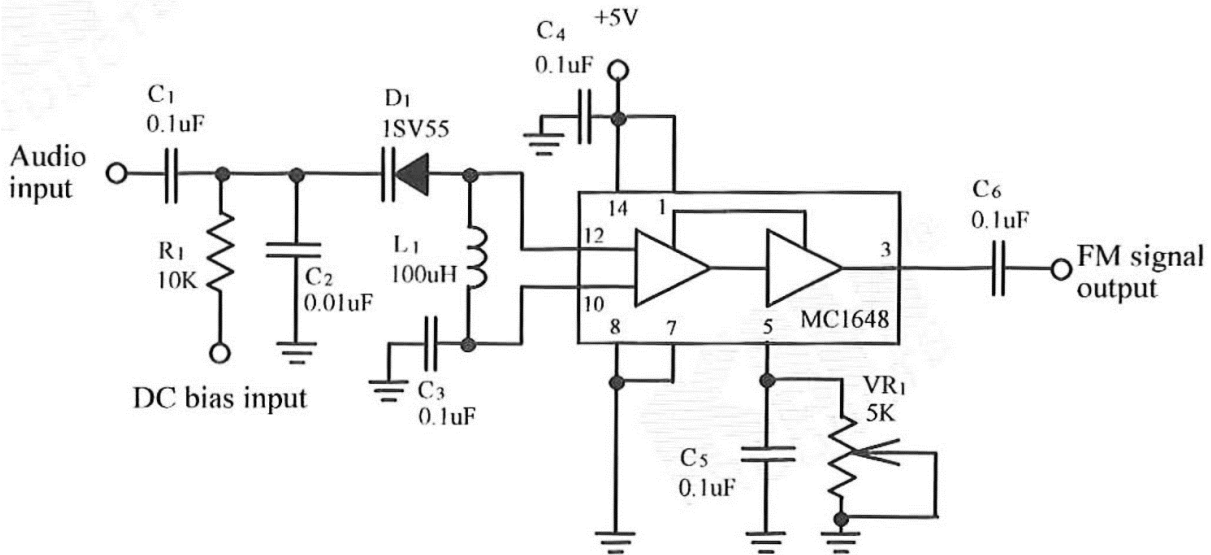 +5V
C4
0.1uF
C1
0.1uF
D1
1SV55
Audio
input
14
1
C6
0.1uF
12
R1
10K
L1
100uH
3
FM signal
output
C2
0.01uF
10
8
7
5
MC1648
DC bias input
C3
0.1uF
VR1
5K
C5
0.1uF